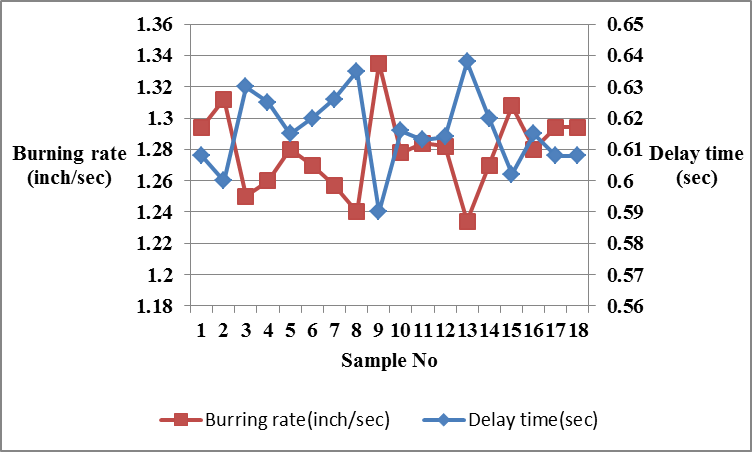 1.36
1.34
1.32
1.3
1.28
1.26
1.24
1.22
1.2
1.18
Burning rate
(inch/sec)
0.65
0.64
0.63
0.62
0.61
0.6
0.59
0.58
0.57
0.56
Delay time
(sec)
1 2 3 4 5 6 7 8 9 10 11 12 13 14 15 16 17 18
Sample No
Burring rate(inch/sec)
Delay time(sec)